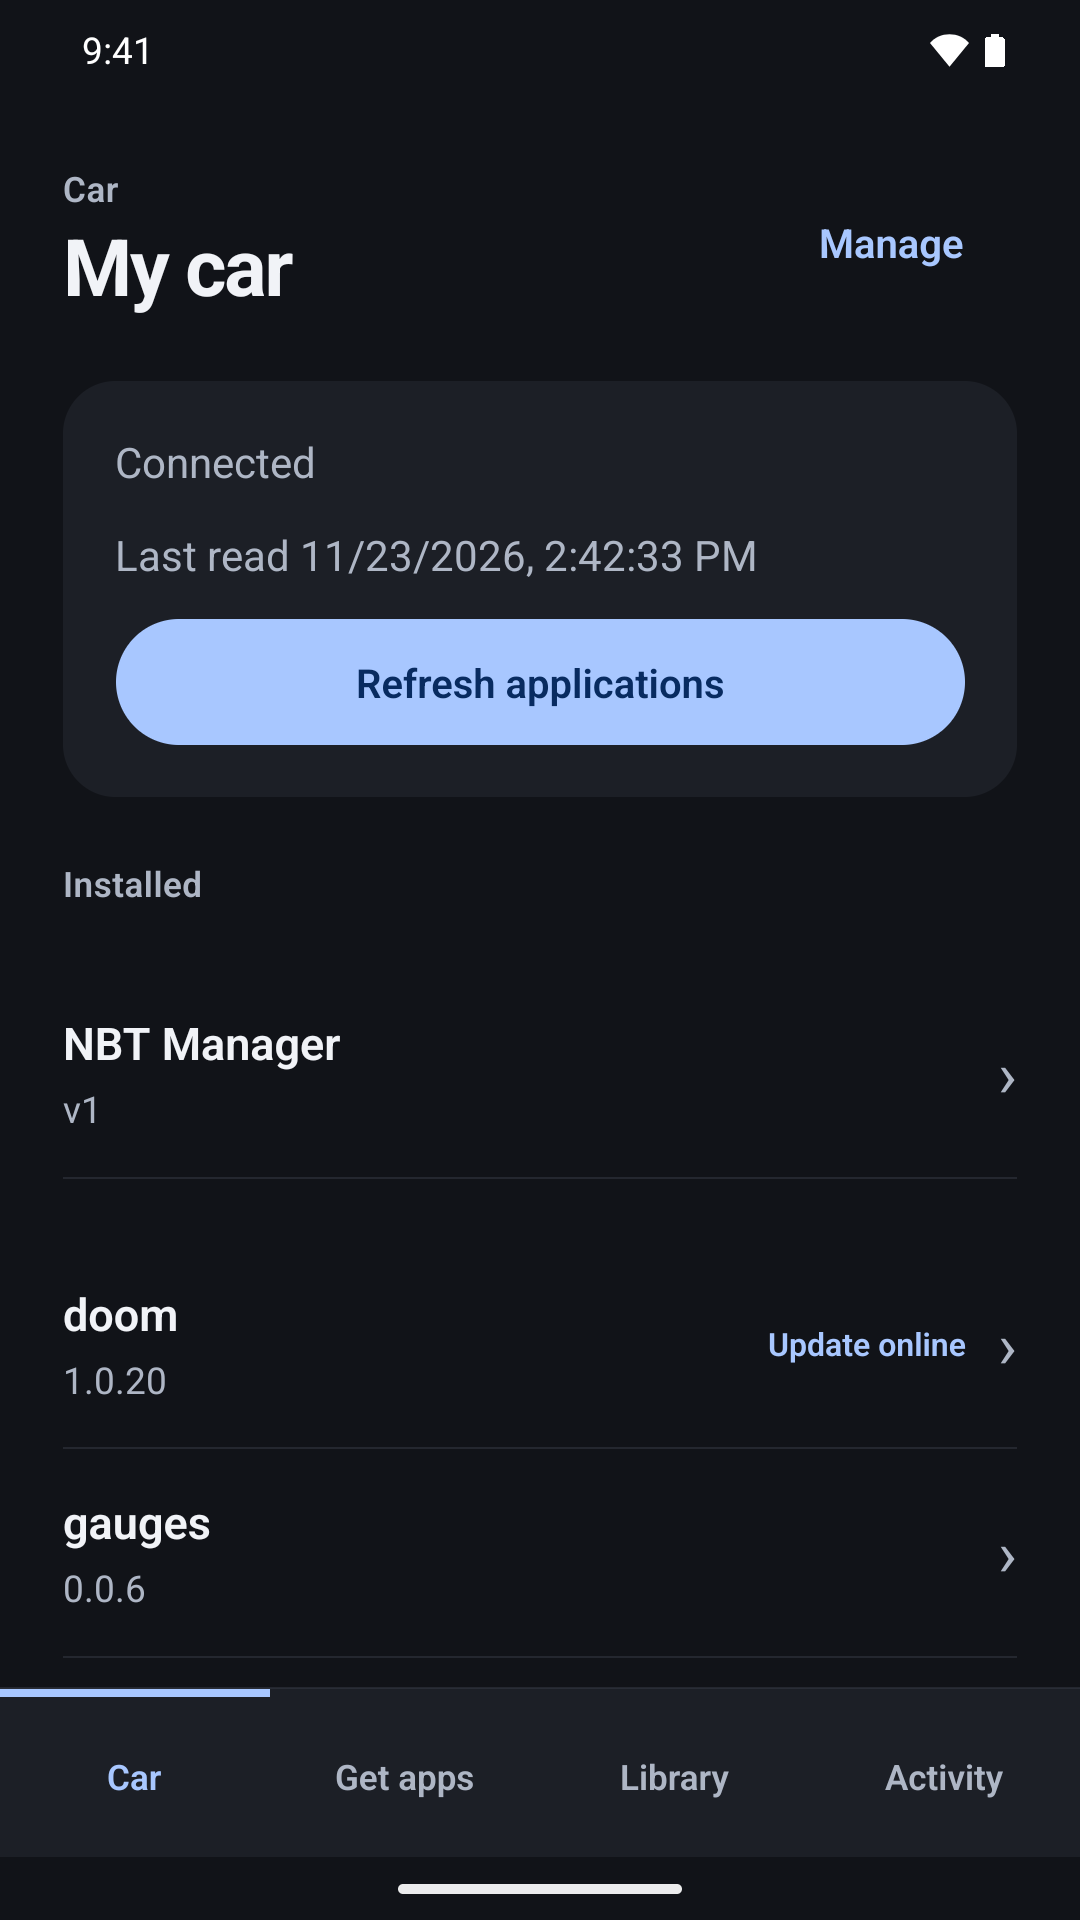 9:41
Car
My car
Manage
Connected
Last read 11/23/2026, 2:42:33 PM
Refresh applications
Installed
NBT Manager
v1
doom
1.0.20
Update online
gauges
0.0.6
Car
Get apps
Library
Activity